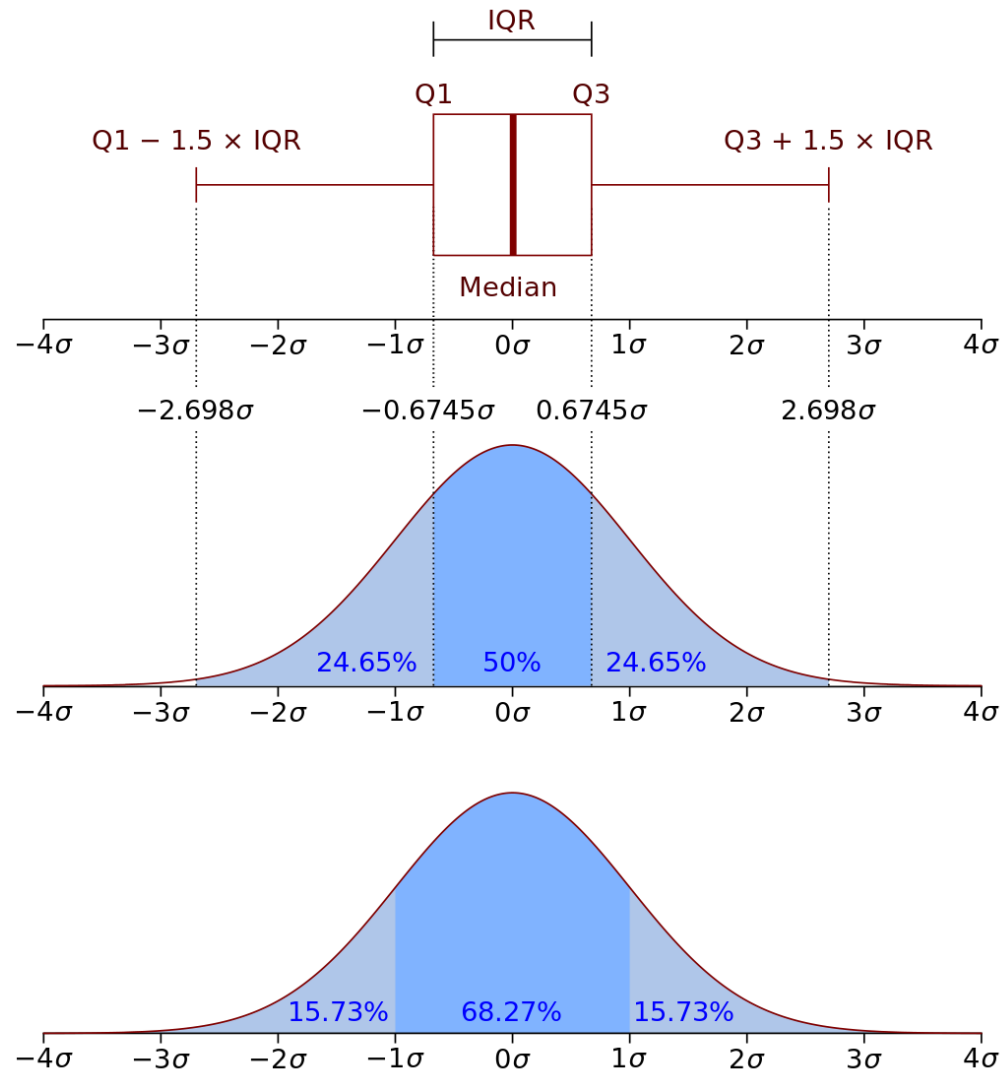 IQR
Q1 Q3
Q1 − 1.5 × IQR Q3 + 1.5 × IQR
Median
−4σ −3σ −2σ −1σ 0σ 1σ 2σ 3σ 4σ
−2.698σ −0.6745σ 0.6745σ 2.698σ
24.65% 50% 24.65%
−4σ −3σ −2σ −1σ 0σ 1σ 2σ 3σ 4σ
15.73% 68.27% 15.73%
−4σ −3σ −2σ −1σ 0σ 1σ 2σ 3σ 4σ